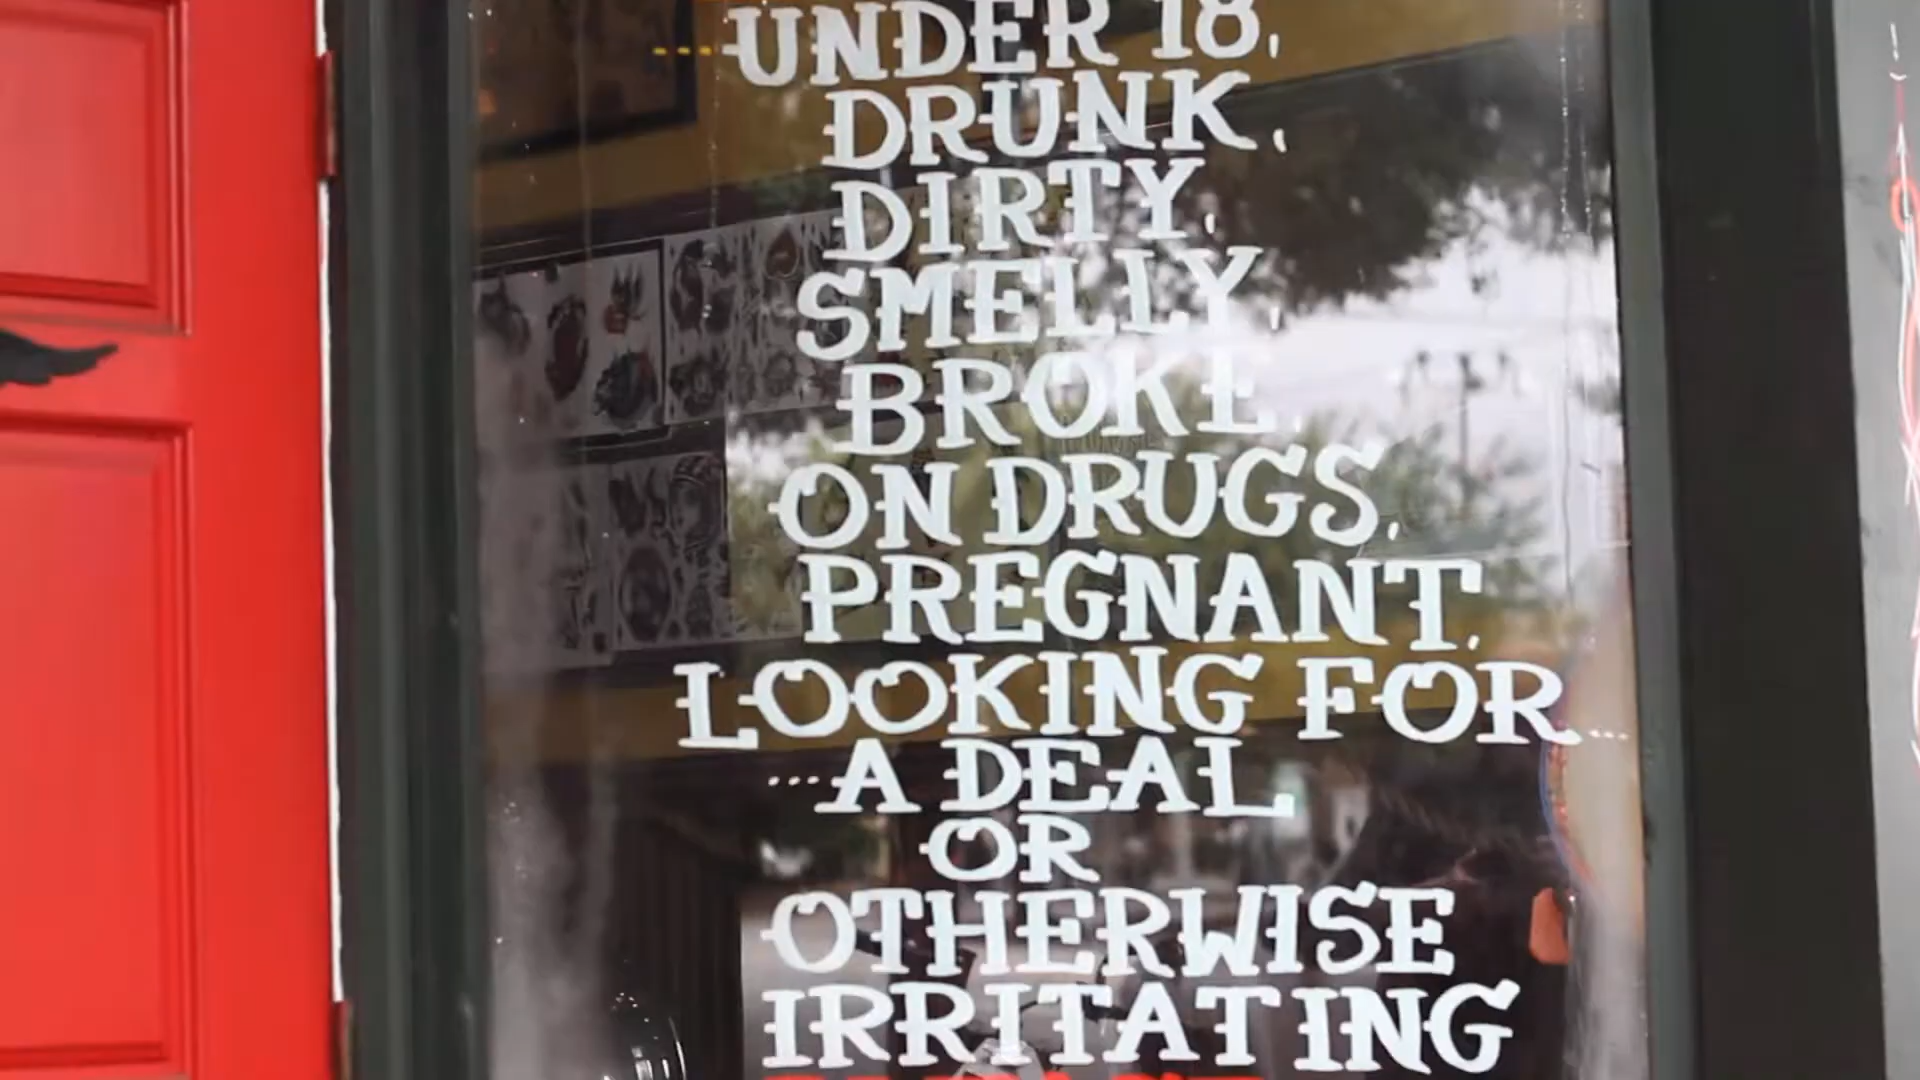 UNDER 18,
DRUNK,
DIRTY,
SMELLY,
BROKE,
ON DRUGS,
PREGNANT,
LOOKING FOR...
...A DEAL
OR
OTHERWISE
IRRITATING